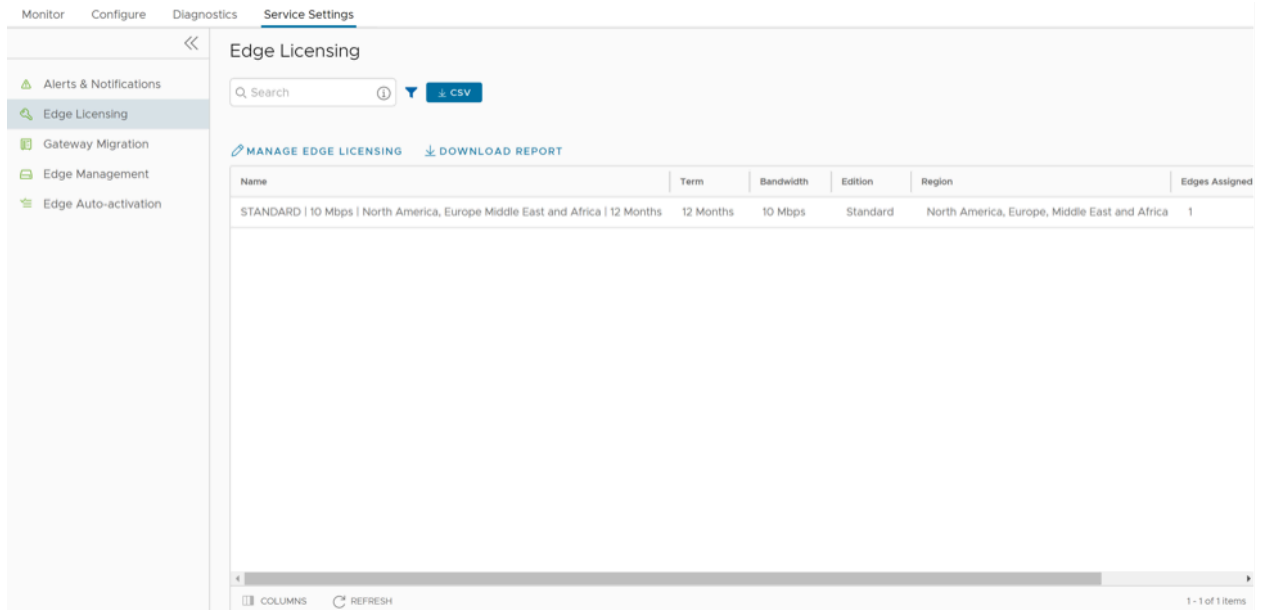 Monitor Configure Diagnostics Service Settings
Edge Licensing
Search
CSV
Alerts & Notifications
Edge Licensing
Gateway Migration
Edge Management
Edge Auto-activation
MANAGE EDGE LICENSING DOWNLOAD REPORT
Name Term Bandwidth Edition Region Edges Assigned
STANDARD | 10 Mbps | North America, Europe Middle East and Africa | 12 Months 12 Months 10 Mbps Standard North America, Europe, Middle East and Africa 1
COLUMNS REFRESH 1 - 1 of 1 items